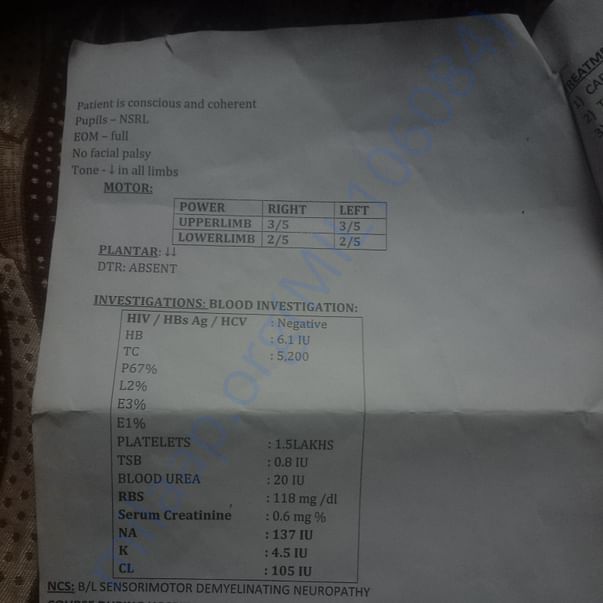 Patient is conscious and coherent
Pupils – NSRL
EOM – full
No facial palsy
Tone - ↓ in all limbs
MOTOR:
POWER RIGHT LEFT
UPPERLIMB 3/5 3/5
LOWERLIMB 2/5 2/5
PLANTAR: ↓↓
DTR: ABSENT
INVESTIGATIONS: BLOOD INVESTIGATION:
HIV / HBs Ag / HCV : Negative
HB : 6.1 IU
TC : 5,200
P67%
L2%
E3%
E1%
PLATELETS : 1.5LAKHS
TSB : 0.8 IU
BLOOD UREA : 20 IU
RBS : 118 mg /dl
Serum Creatinine : 0.6 mg %
NA : 137 IU
K : 4.5 IU
CL : 105 IU
NCS: B/L SENSORIMOTOR DEMYELINATING NEUROPATHY
1) CAP
2)
3)